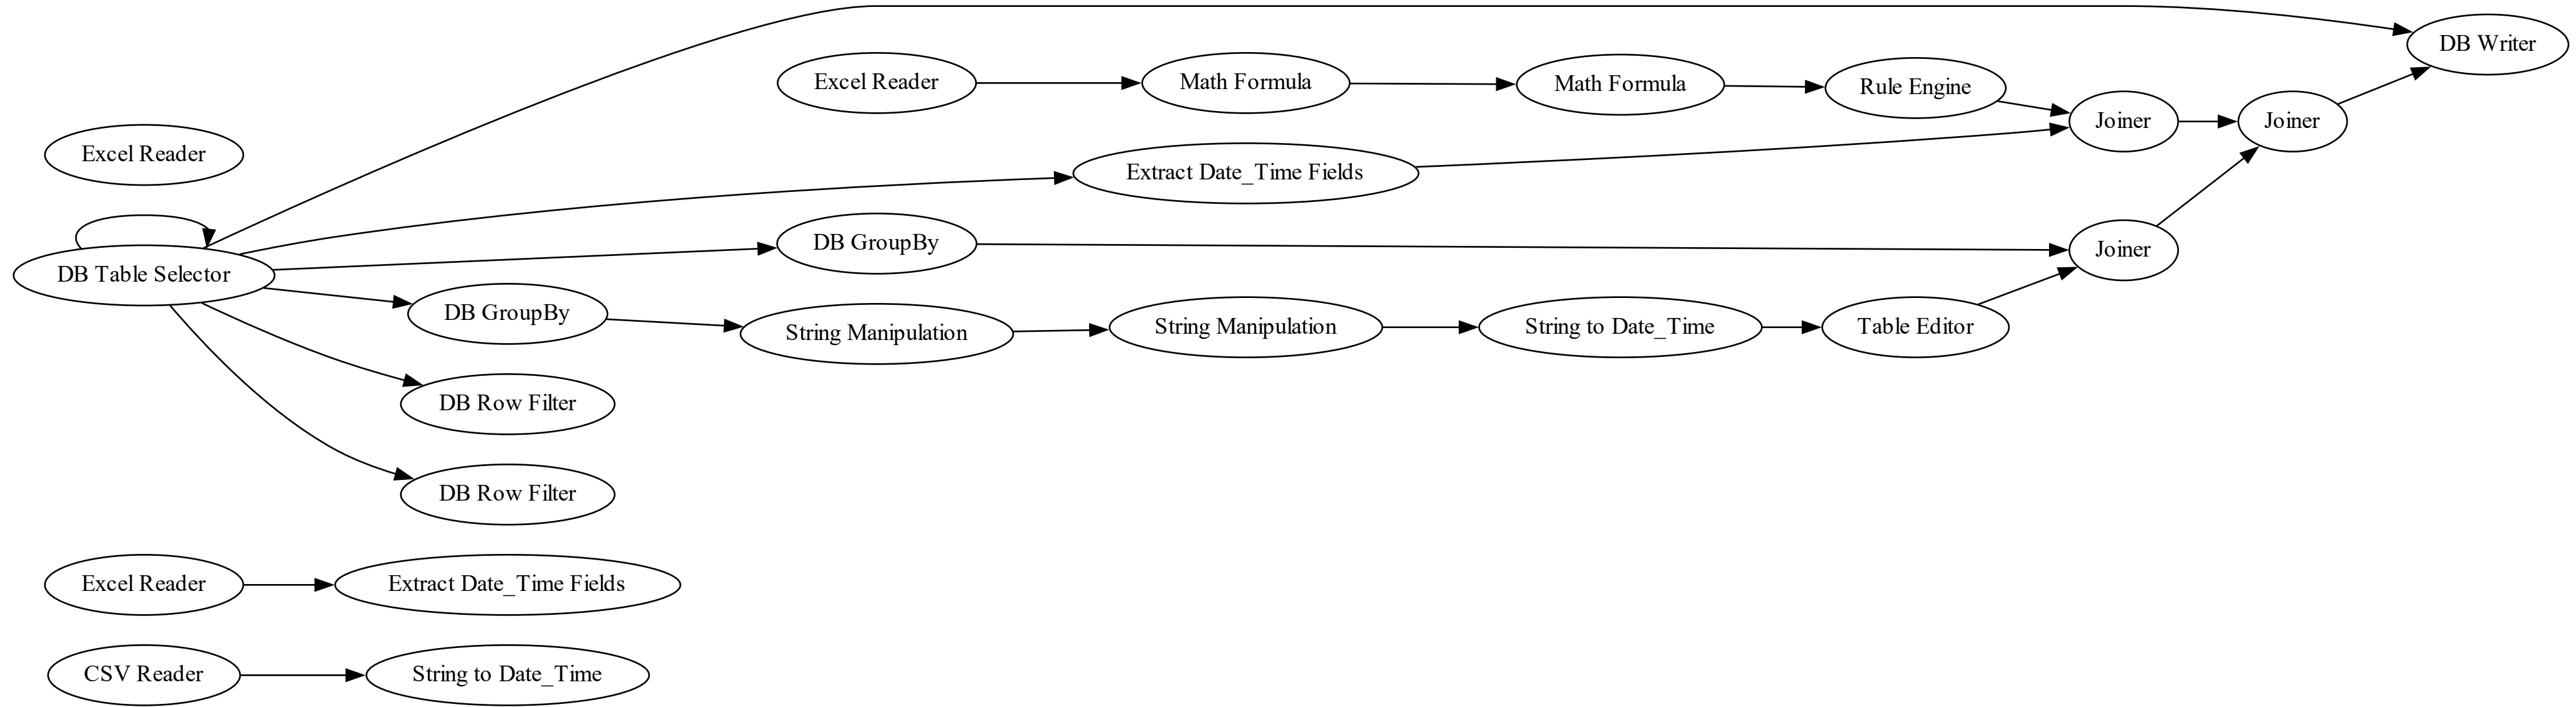 DB Writer
Excel Reader
Math Formula
Math Formula
Rule Engine
Joiner
Joiner
Excel Reader
Extract Date_Time Fields
DB GroupBy
Joiner
DB Table Selector
DB GroupBy
String Manipulation
String Manipulation
String to Date_Time
Table Editor
DB Row Filter
DB Row Filter
Excel Reader
Extract Date_Time Fields
CSV Reader
String to Date_Time